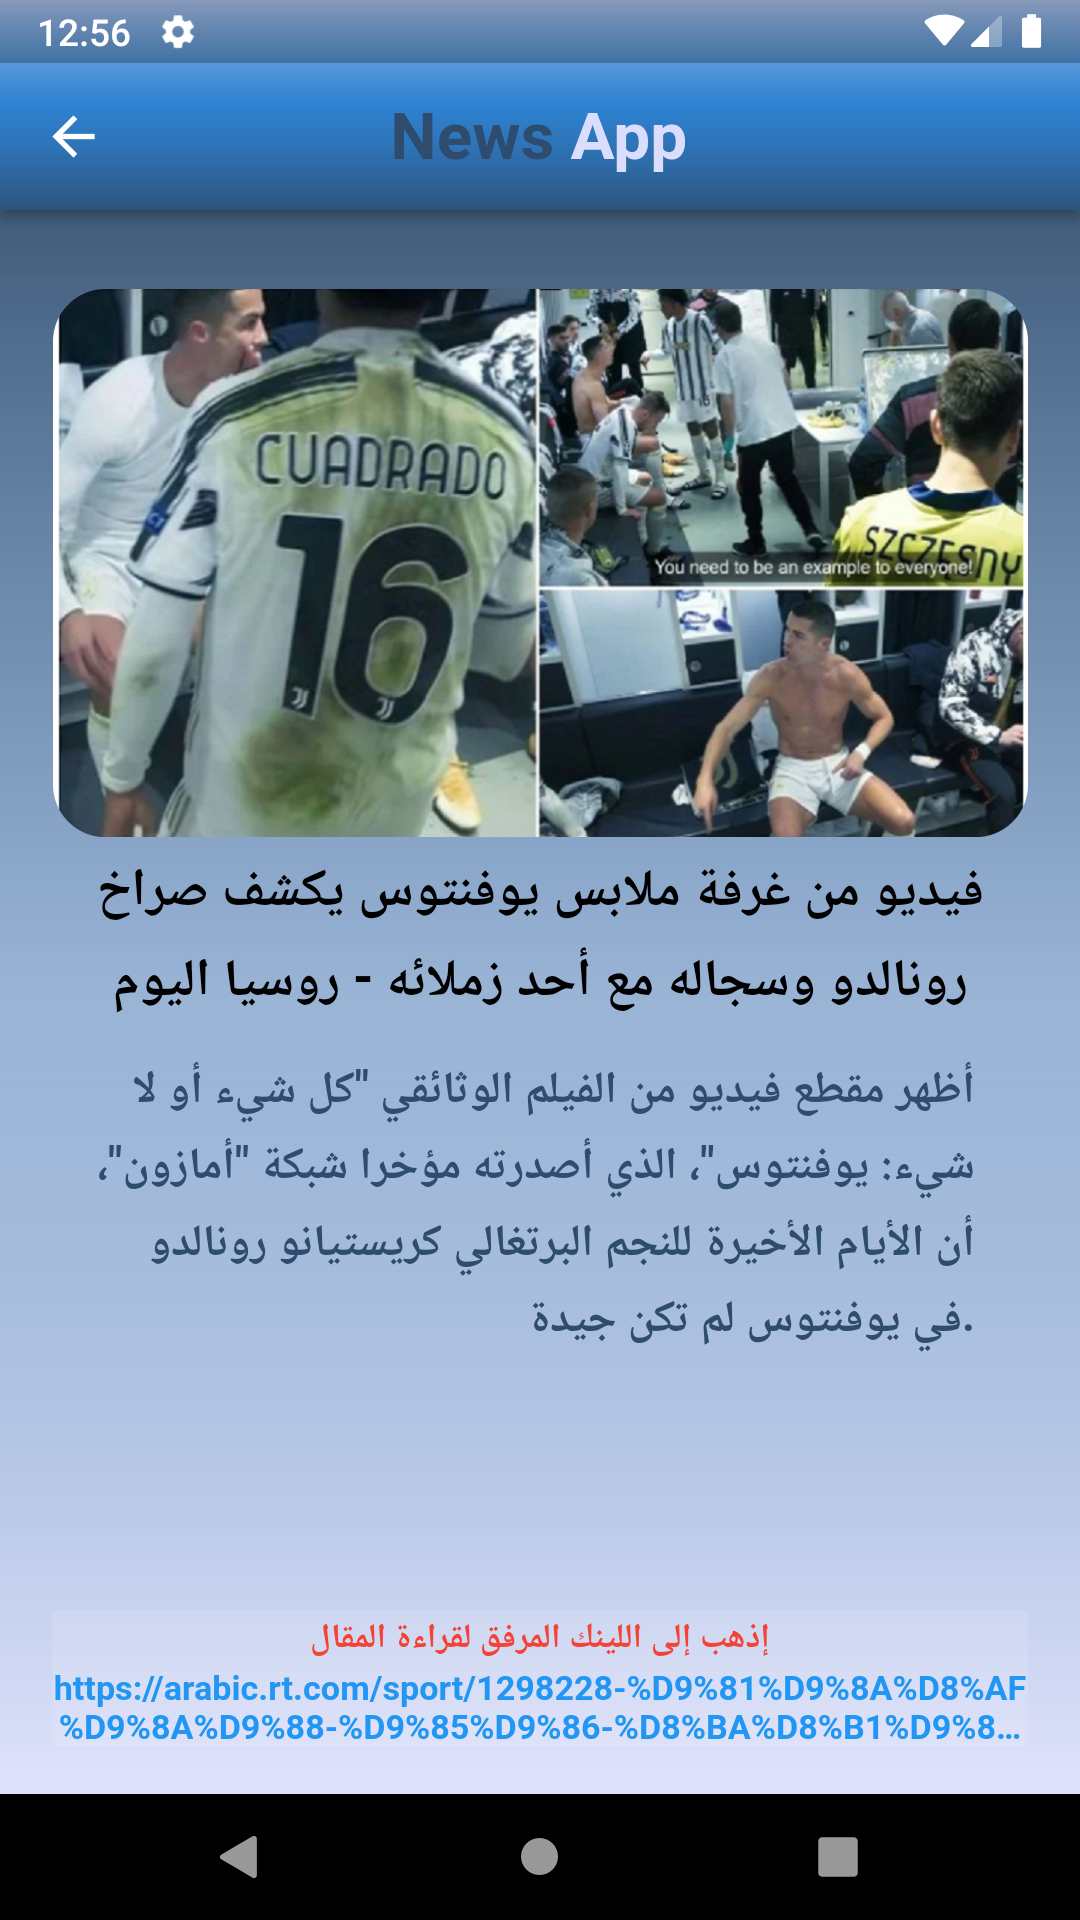 12:56
News App
CUADRADO
16
SZCZESNY
You need to be an example to everyone!
فيديو من غرفة ملابس يوفنتوس يكشف صراخ
رونالدو وسجاله مع أحد زملائه - روسيا اليوم
أظهر مقطع فيديو من الفيلم الوثائقي "كل شيء أو لا
شيء: يوفنتوس"، الذي أصدرته مؤخرا شبكة "أمازون"،
أن الأيام الأخيرة للنجم البرتغالي كريستيانو رونالدو
.في يوفنتوس لم تكن جيدة
إذهب إلى اللينك المرفق لقراءة المقال
https://arabic.rt.com/sport/1298228-%D9%81%D9%8A%D8%AF
%D9%8A%D9%88-%D9%85%D9%86-%D8%BA%D8%B1%D9%8…